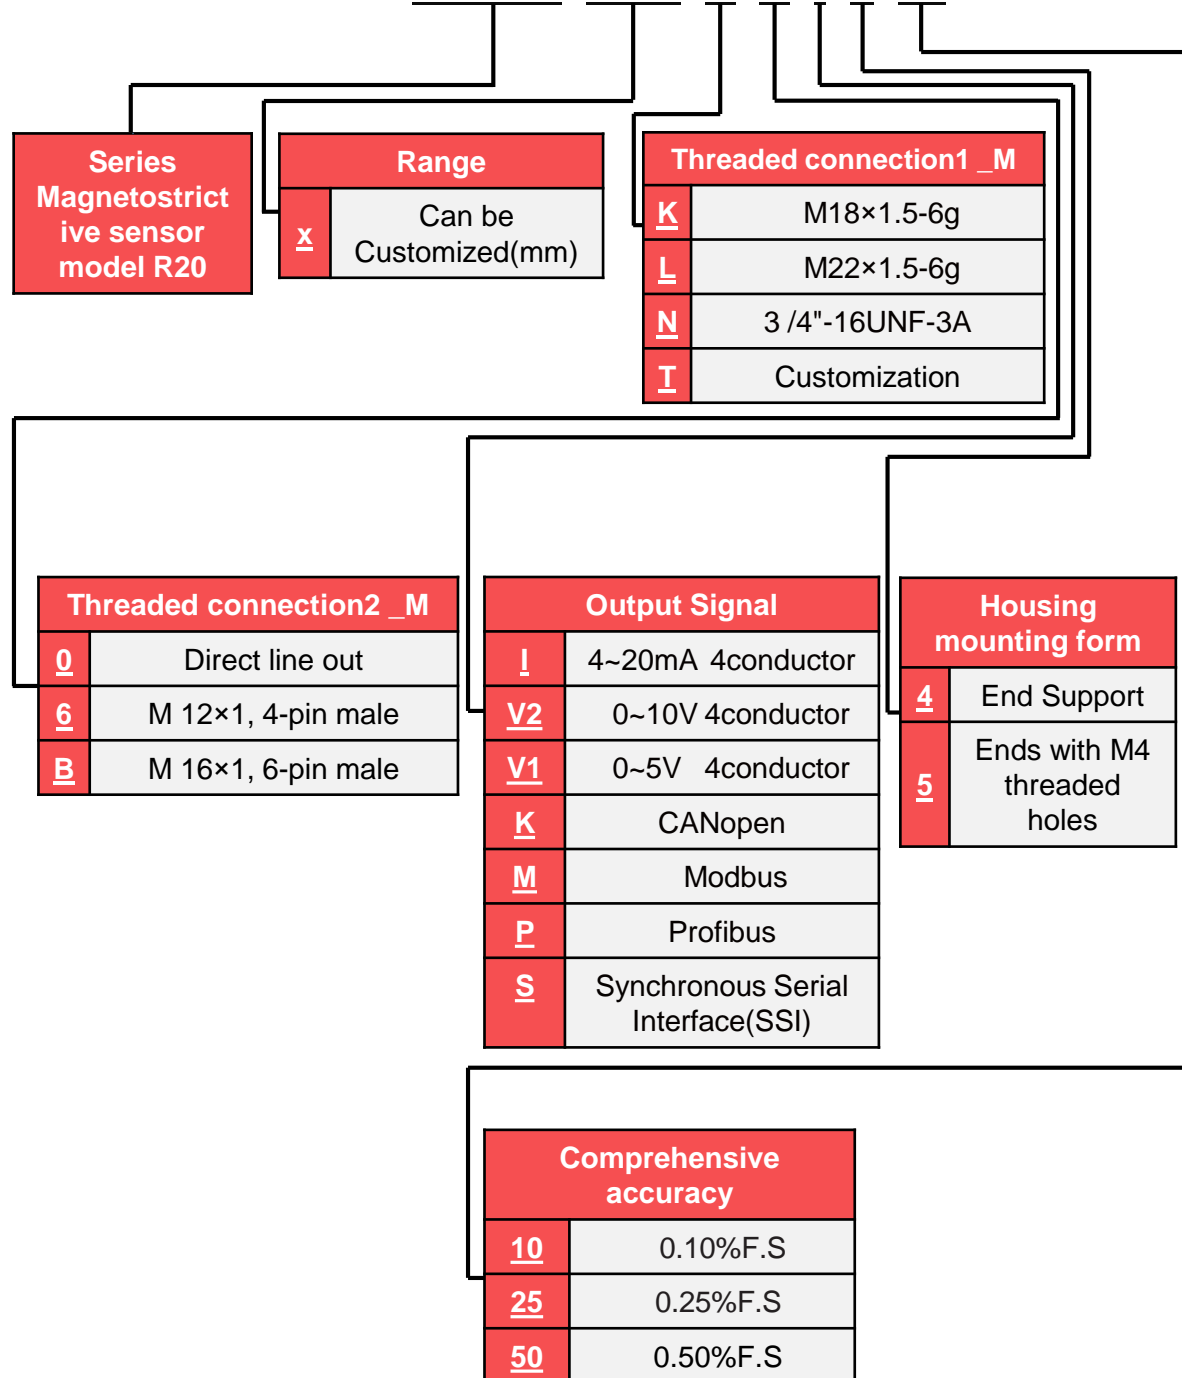 Series
Magnetostrict
ive sensor
model R20
Range
x Can be
Customized(mm)
Threaded connection1 _M
K M18×1.5-6g
L M22×1.5-6g
N 3 /4"-16UNF-3A
T Customization
Threaded connection2 _M
0 Direct line out
6 M 12×1, 4-pin male
B M 16×1, 6-pin male
Output Signal
I 4~20mA 4conductor
V2 0~10V 4conductor
V1 0~5V 4conductor
K CANopen
M Modbus
P Profibus
S Synchronous Serial
Interface(SSI)
Housing
mounting form
4 End Support
5 Ends with M4
threaded
holes
Comprehensive
accuracy
10 0.10%F.S
25 0.25%F.S
50 0.50%F.S